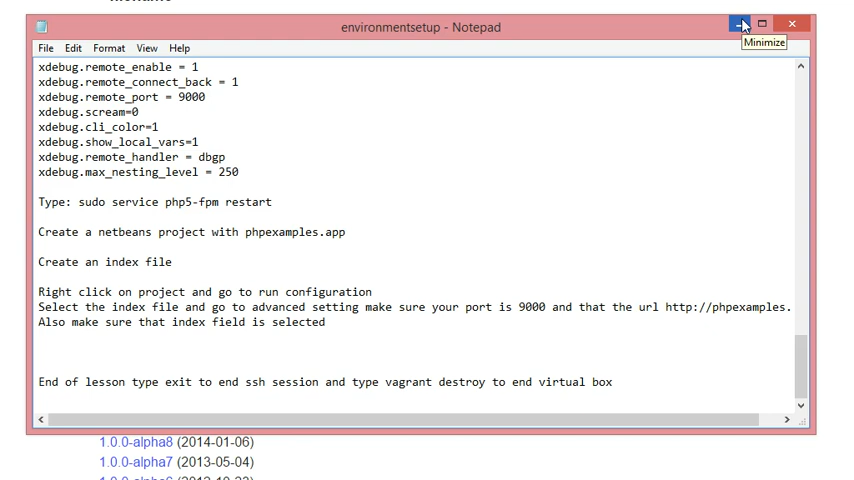 environmentsetup - Notepad
Minimize
File Edit Format View Help
xdebug.remote_enable = 1
xdebug.remote_connect_back = 1
xdebug.remote_port = 9000
xdebug.scream=0
xdebug.cli_color=1
xdebug.show_local_vars=1
xdebug.remote_handler = dbgp
xdebug.max_nesting_level = 250
Type: sudo service php5-fpm restart
Create a netbeans project with phpexamples.app
Create an index file
Right click on project and go to run configuration
Select the index file and go to advanced setting make sure your port is 9000 and that the url http://phpexamples.
Also make sure that index field is selected
End of lesson type exit to end ssh session and type vagrant destroy to end virtual box
1.0.0-alpha8 (2014-01-06)
1.0.0-alpha7 (2013-05-04)